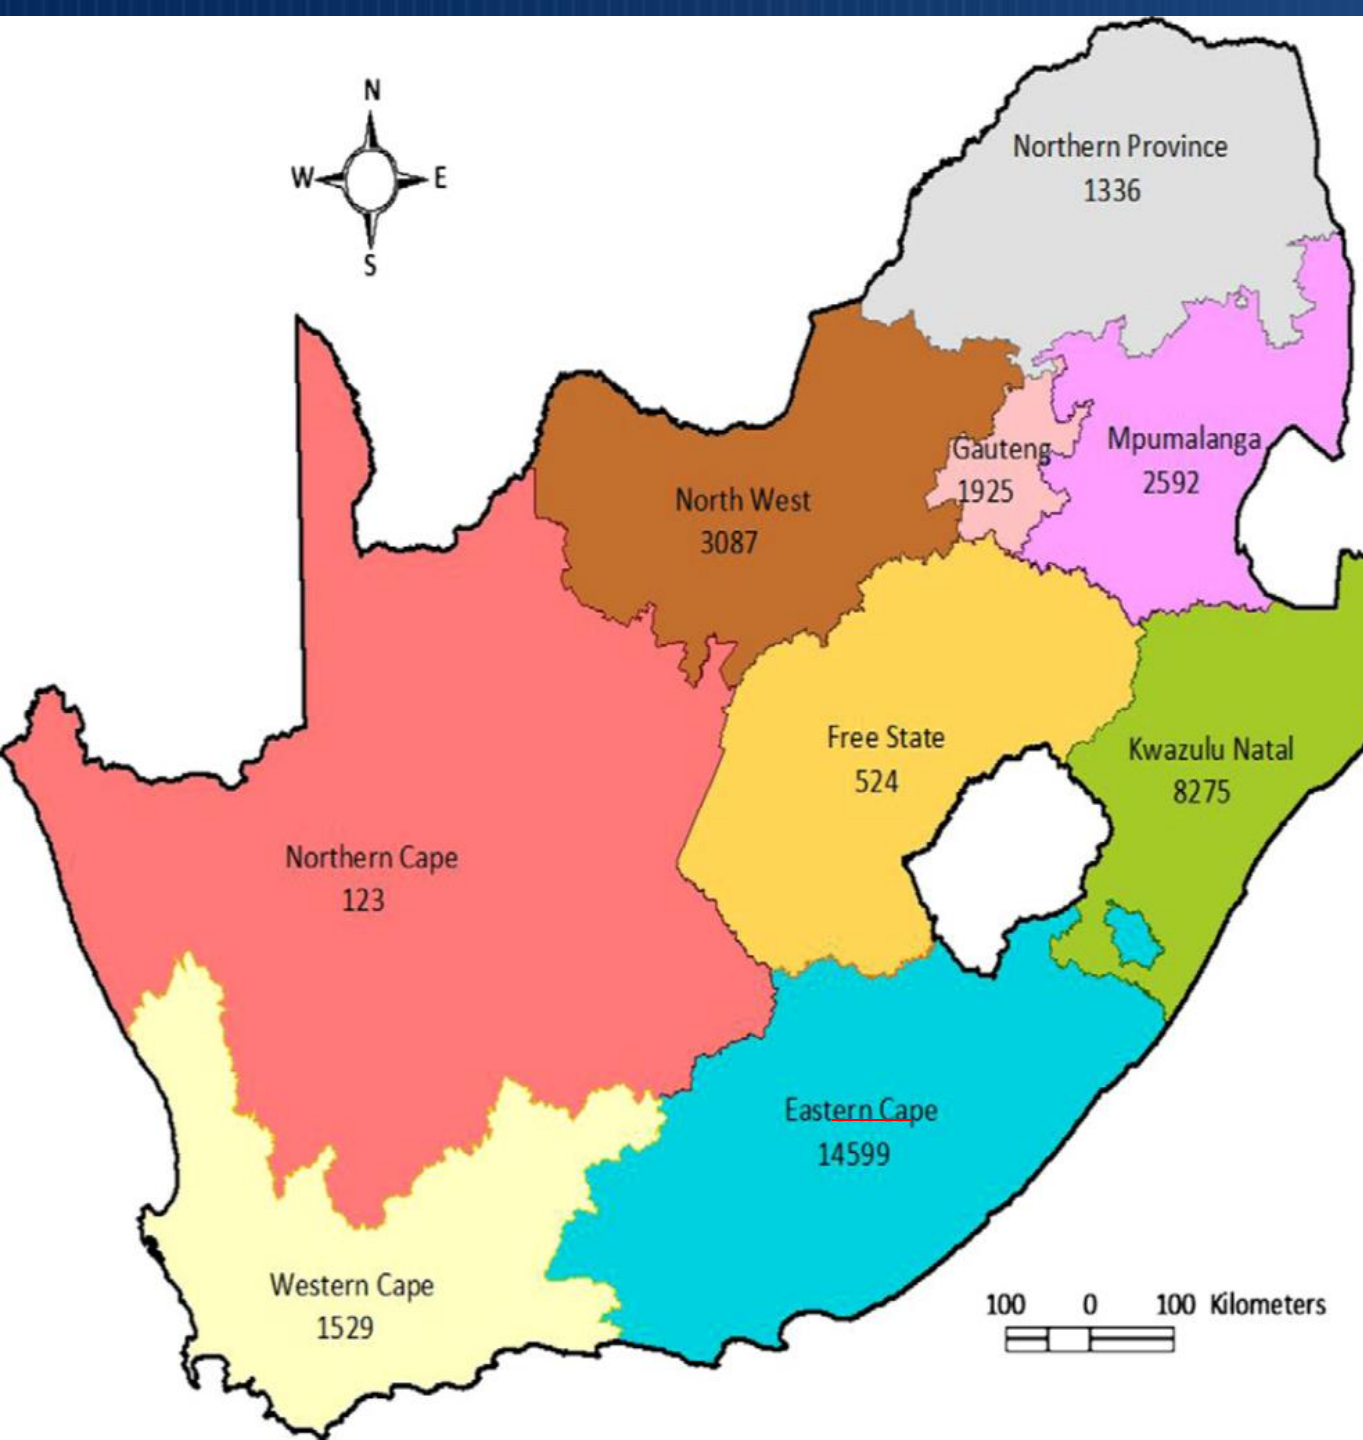 N
W E
S
Northern Province
1336
Gauteng
1925
Mpumalanga
2592
North West
3087
Free State
524
Kwazulu Natal
8275
Northern Cape
123
Eastern Cape
14599
Western Cape
1529
100 0 100 Kilometers